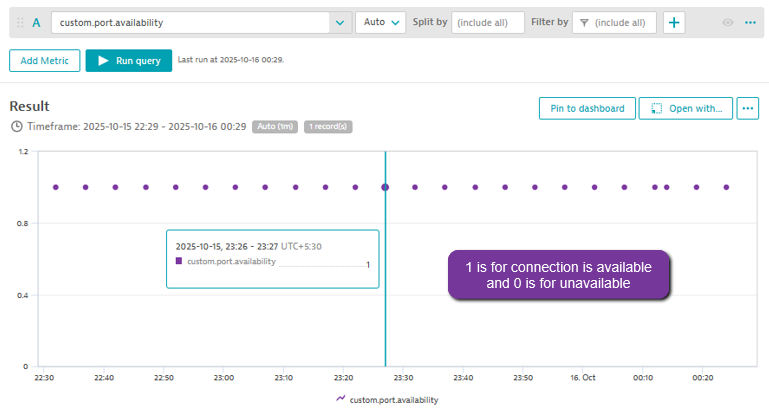 A custom.port.availability Auto Split by (include all) Filter by (include all)
Add Metric Run query Last run at 2025-10-16 00:29.
Result
Pin to dashboard Open with...
Timeframe: 2025-10-15 22:29 - 2025-10-16 00:29 Auto (1m) 1 record(s)
1.2
0.8
0.4
0
2025-10-15, 23:26 - 23:27 UTC+5:30
custom.port.availability 1
1 is for connection is available
and 0 is for unavailable
22:30 22:40 22:50 23:00 23:10 23:20 23:30 23:40 23:50 16. Oct 00:10 00:20
custom.port.availability